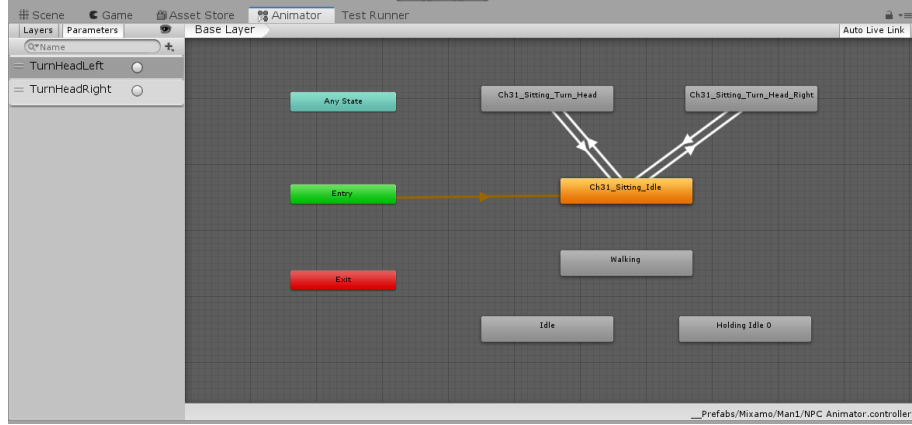 Scene Game Asset Store Animator Test Runner
Layers Parameters Base Layer Auto Live Link
Name
TurnHeadLeft
TurnHeadRight
Any State
Ch31_Sitting_Turn_Head
Ch31_Sitting_Turn_Head_Right
Entry
Ch31_Sitting_Idle
Walking
Exit
Idle
Holding Idle 0
__Prefabs/Mixamo/Man1/NPC Animator.controller